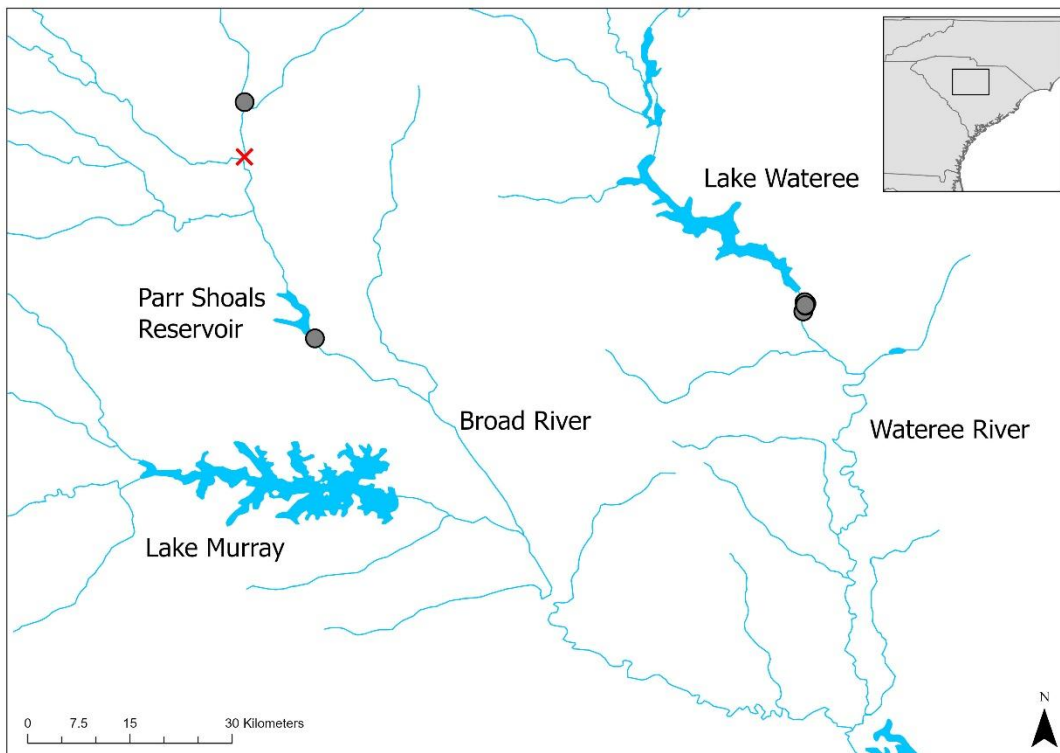 Lake Wateree
Parr Shoals
Reservoir
Broad River
Wateree River
Lake Murray
0 7.5 15 30 Kilometers
N